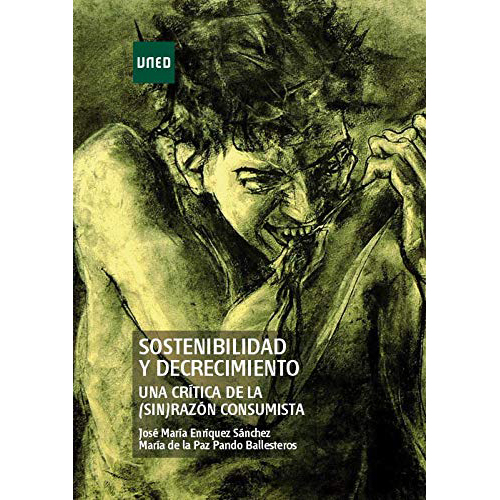 UNED
SOSTENIBILIDAD
Y DECRECIMIENTO
UNA CRÍTICA DE LA
(SIN)RAZÓN CONSUMISTA
José María Enríquez Sánchez
María de la Paz Pando Ballesteros